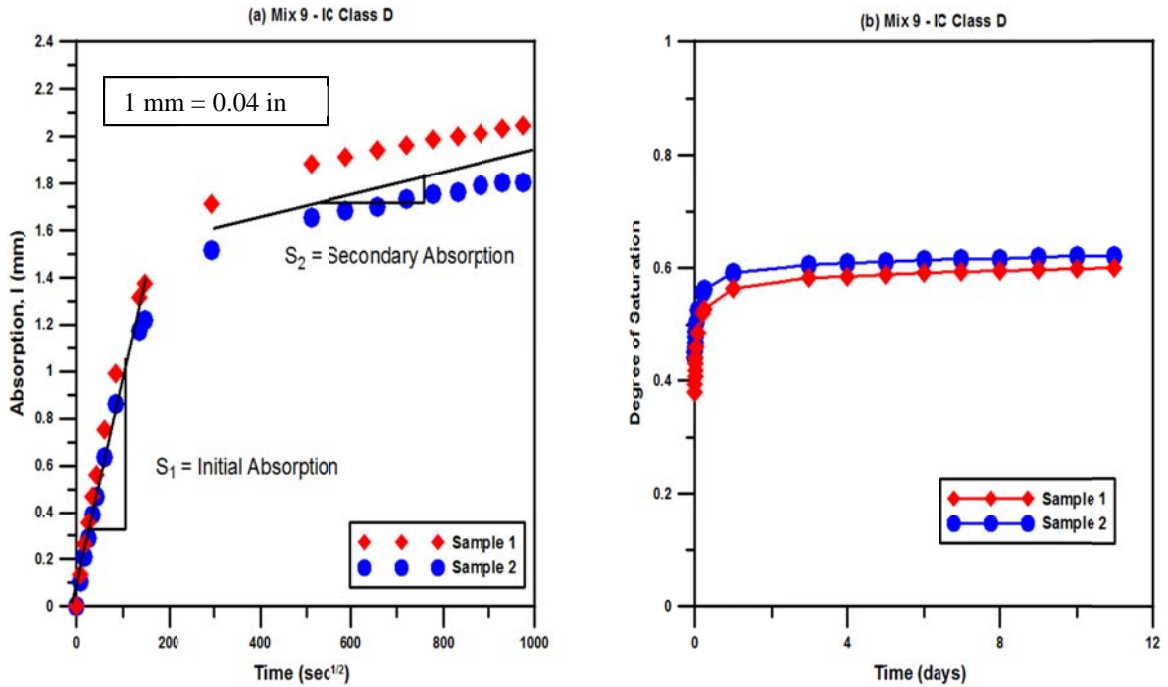 (a) Mix 9 - IC Class D
2.4
2.2
2
1.8
1.6
1.4
1.2
1
0.8
0.6
0.4
0.2
0
Absorption. I (mm)
1 mm = 0.04 in
S2 = Secondary Absorption
S1 = Initial Absorption
Sample 1
Sample 2
0 200 400 600 800 1000
Time (sec1/2)
(b) Mix 9 - IC Class D
1
0.8
0.6
0.4
0.2
0
Degree of Saturation
Sample 1
Sample 2
0 4 8 12
Time (days)